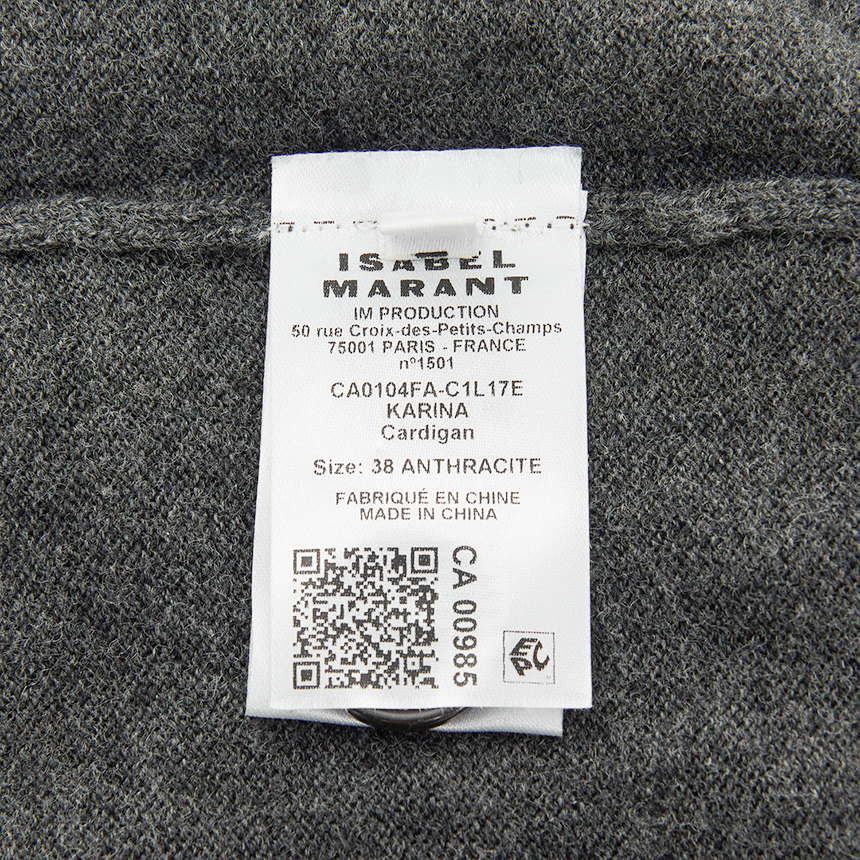 ISABEL
MARANT
IM PRODUCTION
50 rue Croix-des-Petits-Champs
75001 PARIS - FRANCE
n°1501
CA0104FA-C1L17E
KARINA
Cardigan
Size: 38 ANTHRACITE
FABRIQUÉ EN CHINE
MADE IN CHINA
CA 00985
EPC